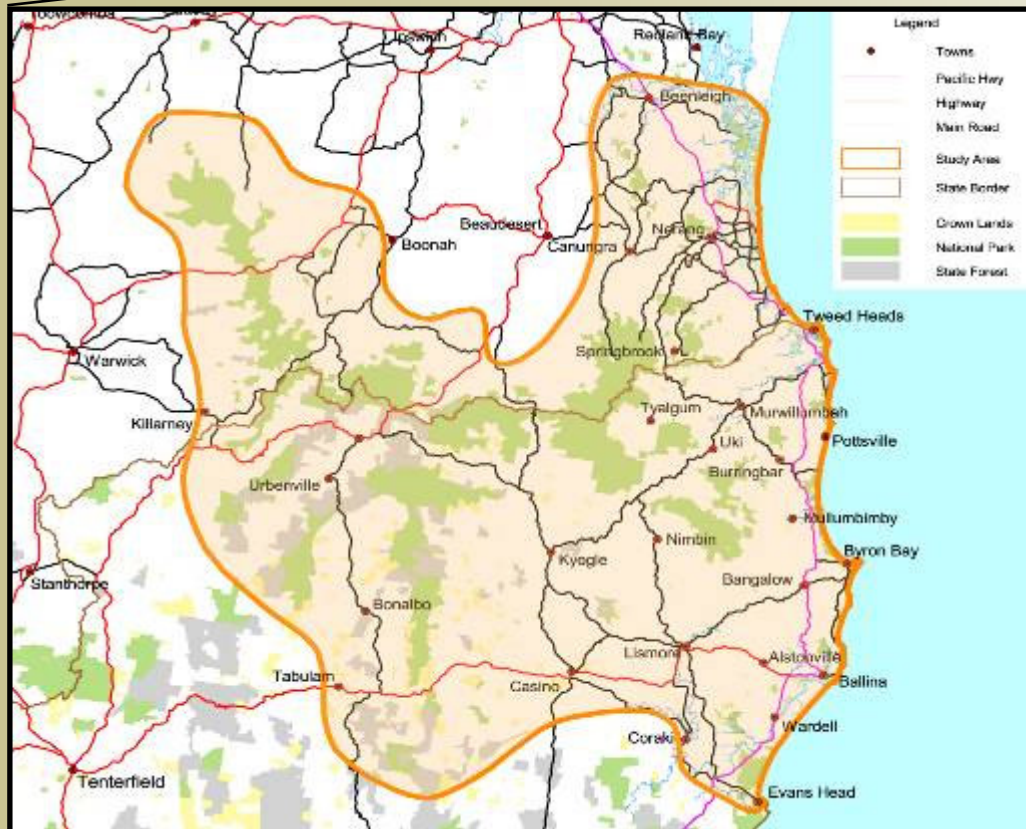 Toowoomba
Ipswich
Redland Bay
Legend
Towns
Pacific Hwy
Highway
Main Road
Study Area
State Border
Crown Lands
National Park
State Forest
Beenleigh
Boonah
Beaudesert
Canungra
Nerang
Tweed Heads
Springbrook
Warwick
Killarney
Tyalgum
Murwillumbah
Uki
Pottsville
Burringbar
Urbenville
Mullumbimby
Nimbin
Kyogle
Byron Bay
Stanthorpe
Bangalow
Bonalbo
Lismore
Alstonville
Tabulam
Casino
Ballina
Wardell
Coraki
Tenterfield
Evans Head